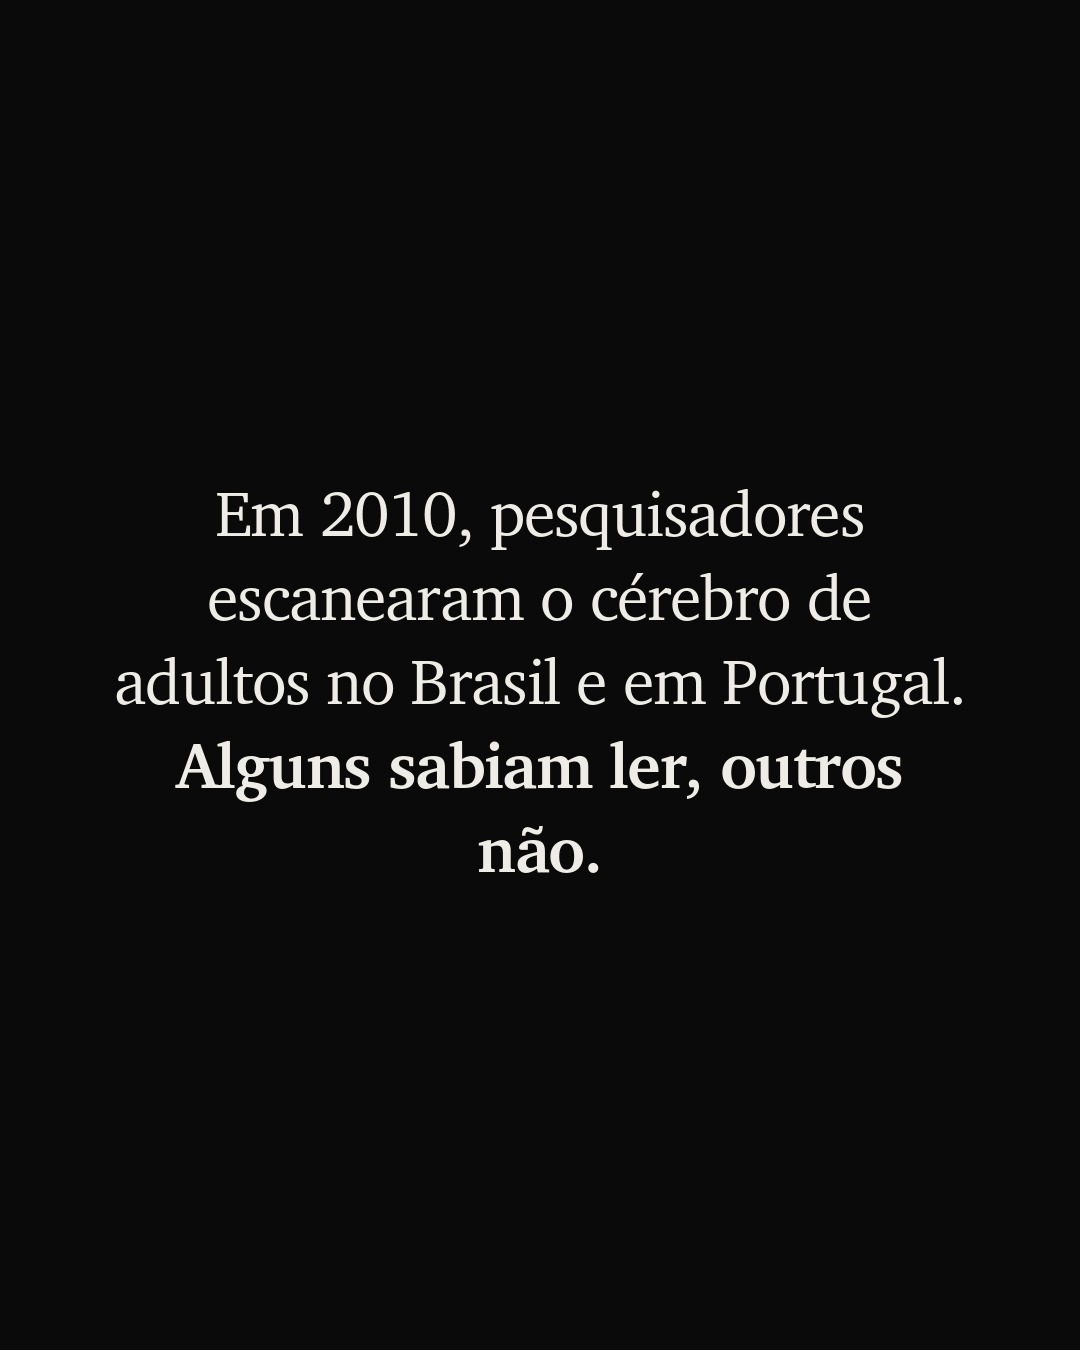 Em 2010, pesquisadores
escanearam o cérebro de
adultos no Brasil e em Portugal.
Alguns sabiam ler, outros
não.